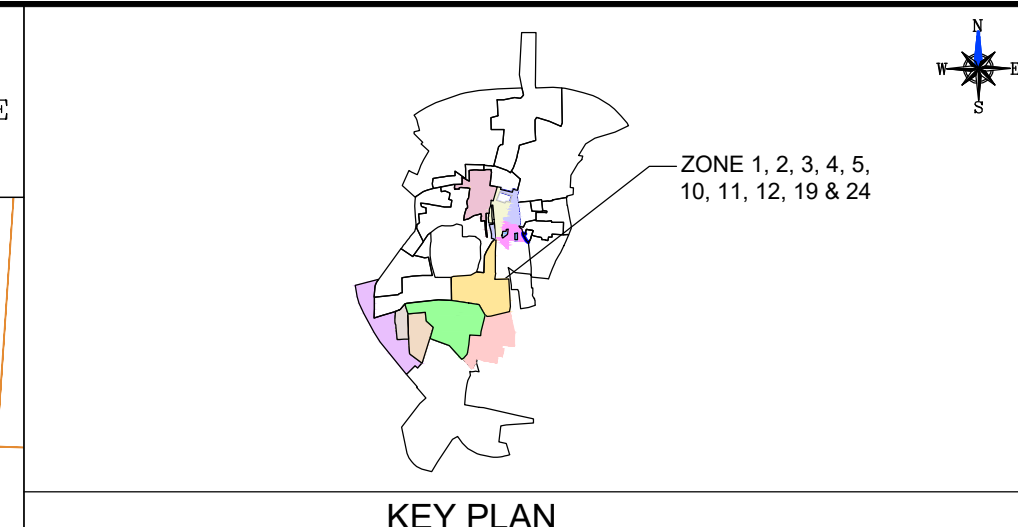 E
N
W E
S
ZONE 1, 2, 3, 4, 5,
10, 11, 12, 19 & 24
KEY PLAN